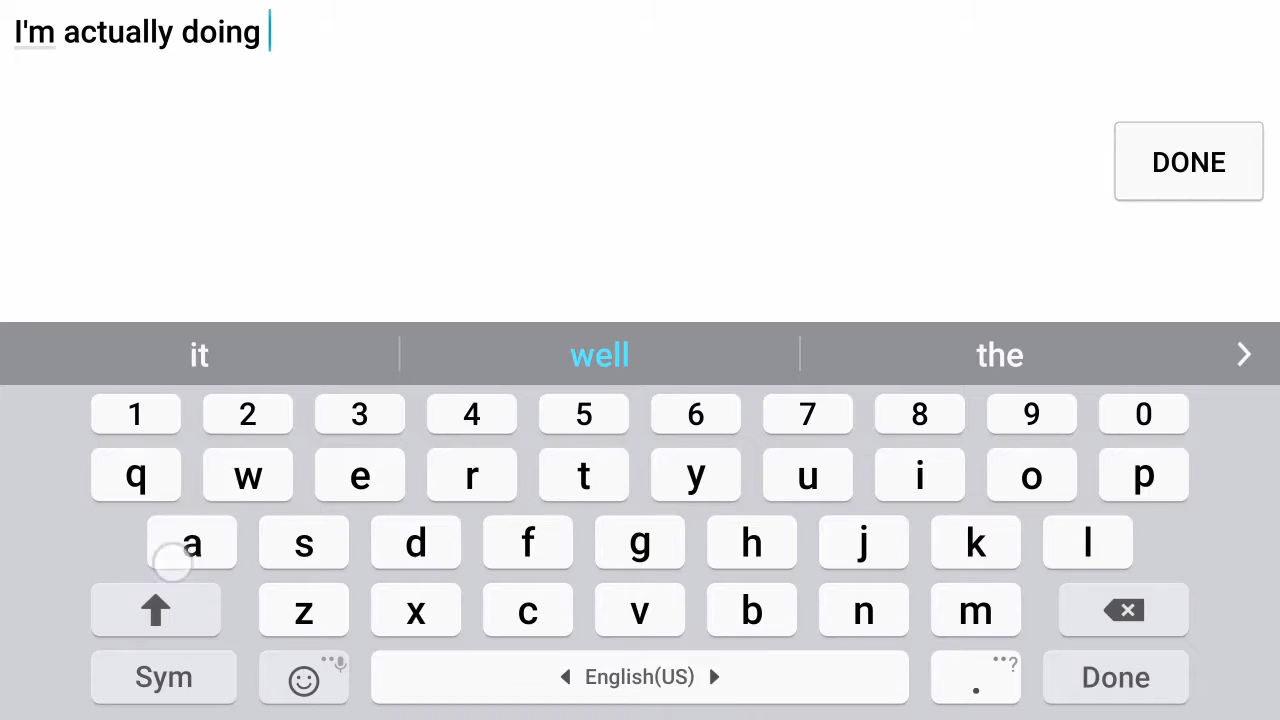 I'm actually doing
DONE
it well the
1 2 3 4 5 6 7 8 9 0
q w e r t y u i o p
a s d f g h j k l
z x c v b n m
Sym English(US) . ? Done